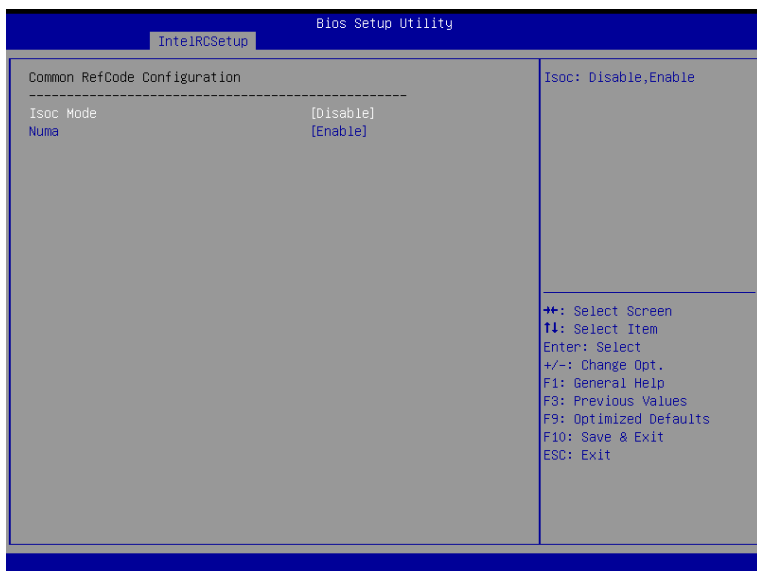 Bios Setup Utility
IntelRCSetup
Common RefCode Configuration
--------------------------------------------------
Isoc Mode [Disable]
Numa [Enable]
Isoc: Disable,Enable
→←: Select Screen
↑↓: Select Item
Enter: Select
+/-: Change Opt.
F1: General Help
F3: Previous Values
F9: Optimized Defaults
F10: Save & Exit
ESC: Exit